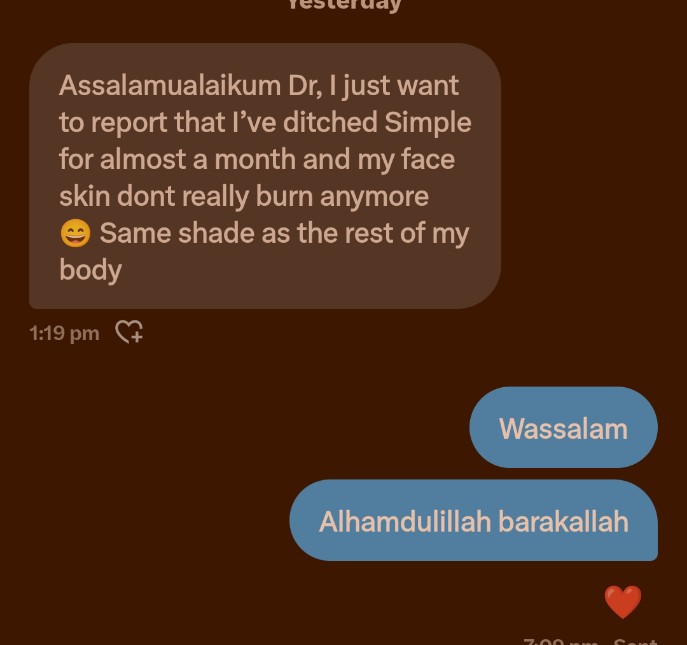 Yesterday
Assalamualaikum Dr, I just want
to report that I've ditched Simple
for almost a month and my face
skin dont really burn anymore
😄 Same shade as the rest of my
body
1:19 pm
Wassalam
Alhamdulillah barakallah
❤️
7:09 pm · Sent